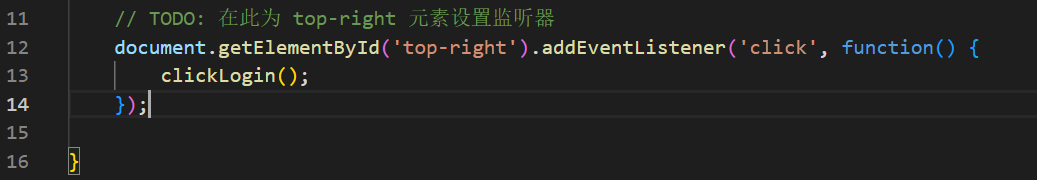 11 // TODO: 在此为 top-right 元素设置监听器
12 document.getElementById('top-right').addEventListener('click', function() {
13 clickLogin();
14 });
15
16 }